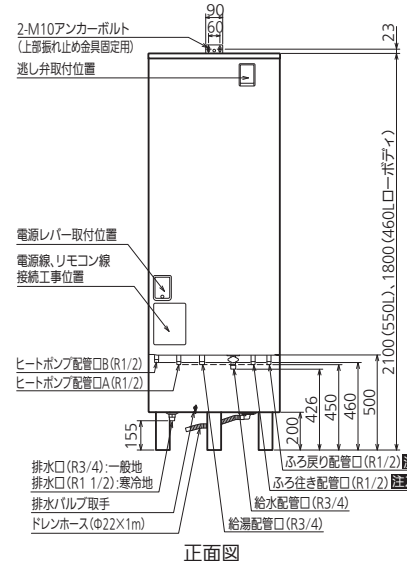 90
60
2-M10アンカーボルト
(上部振れ止め金具固定用)
逃し弁取付位置
23
2100(550L)、1800(460Lローボディ)
電源レバー取付位置
電源線、リモコン線
接続工事位置
ヒートポンプ配管口B(R1/2)
ヒートポンプ配管口A(R1/2)
155
200
426
450
460
500
排水口(R3/4):一般地
排水口(R1 1/2):寒冷地
排水バルブ取手
ドレンホース(Φ22×1m)
ふろ戻り配管口(R1/2)
ふろ往き配管口(R1/2) 注
給水配管口(R3/4)
給湯配管口(R3/4)
正面図